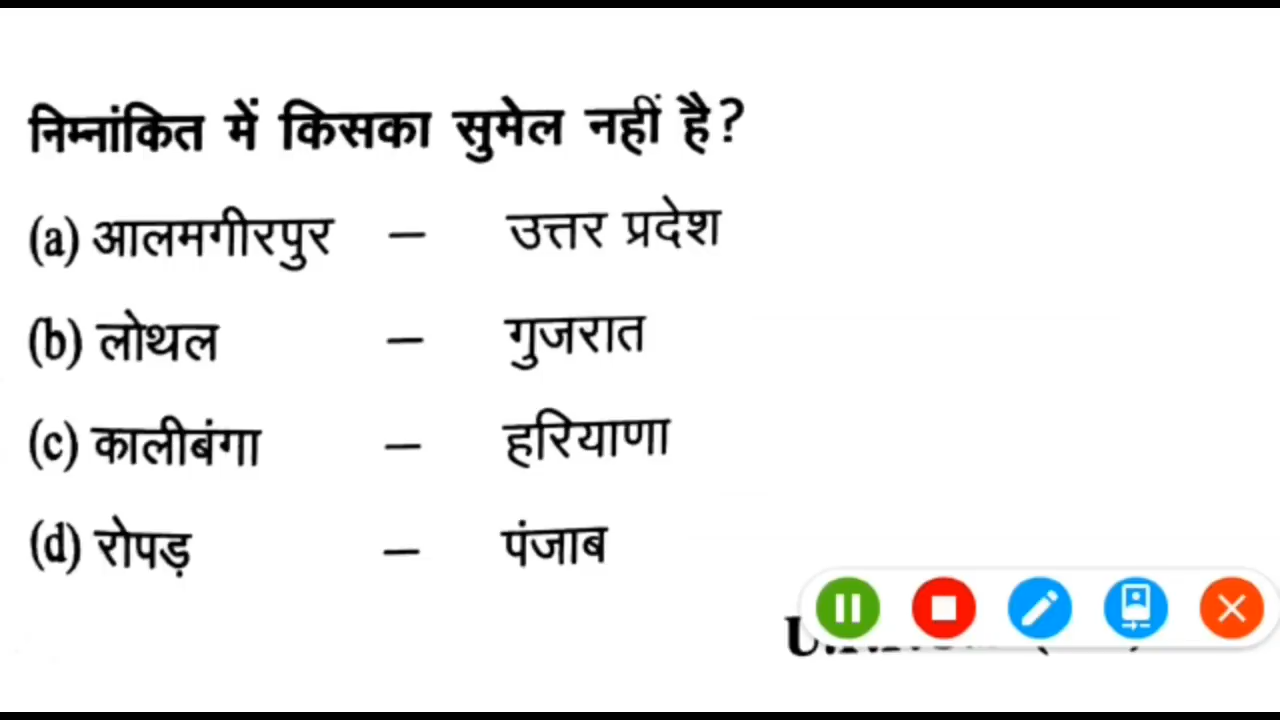 निम्नांकित में किसका सुमेल नहीं है?
(a) आलमगीरपुर – उत्तर प्रदेश
(b) लोथल – गुजरात
(c) कालीबंगा – हरियाणा
(d) रोपड़ – पंजाब